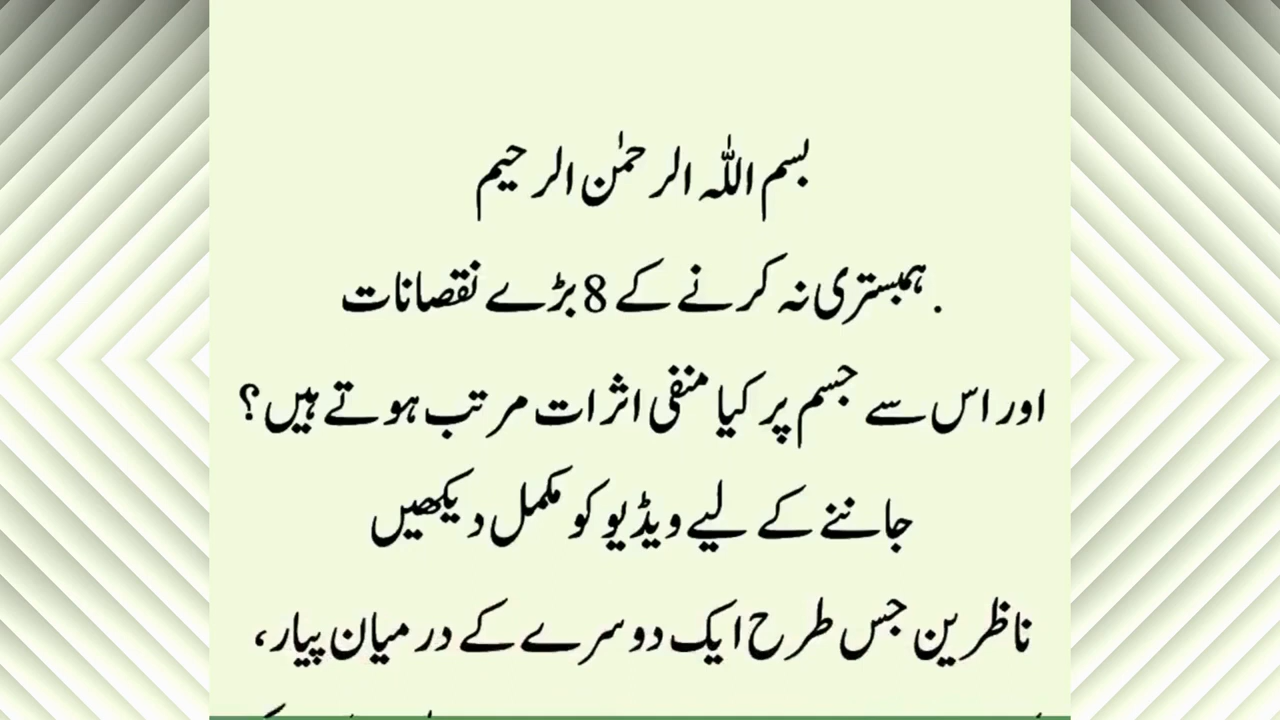 بسم اللہ الرحمٰن الرحیم
. ہمبستری نہ کرنے کے 8 بڑے نقصانات
اور اس سے جسم پر کیا منفی اثرات مرتب ہوتے ہیں؟
جاننے کے لیے ویڈیو کو مکمل دیکھیں
ناظرین جس طرح ایک دوسرے کے درمیان پیار،